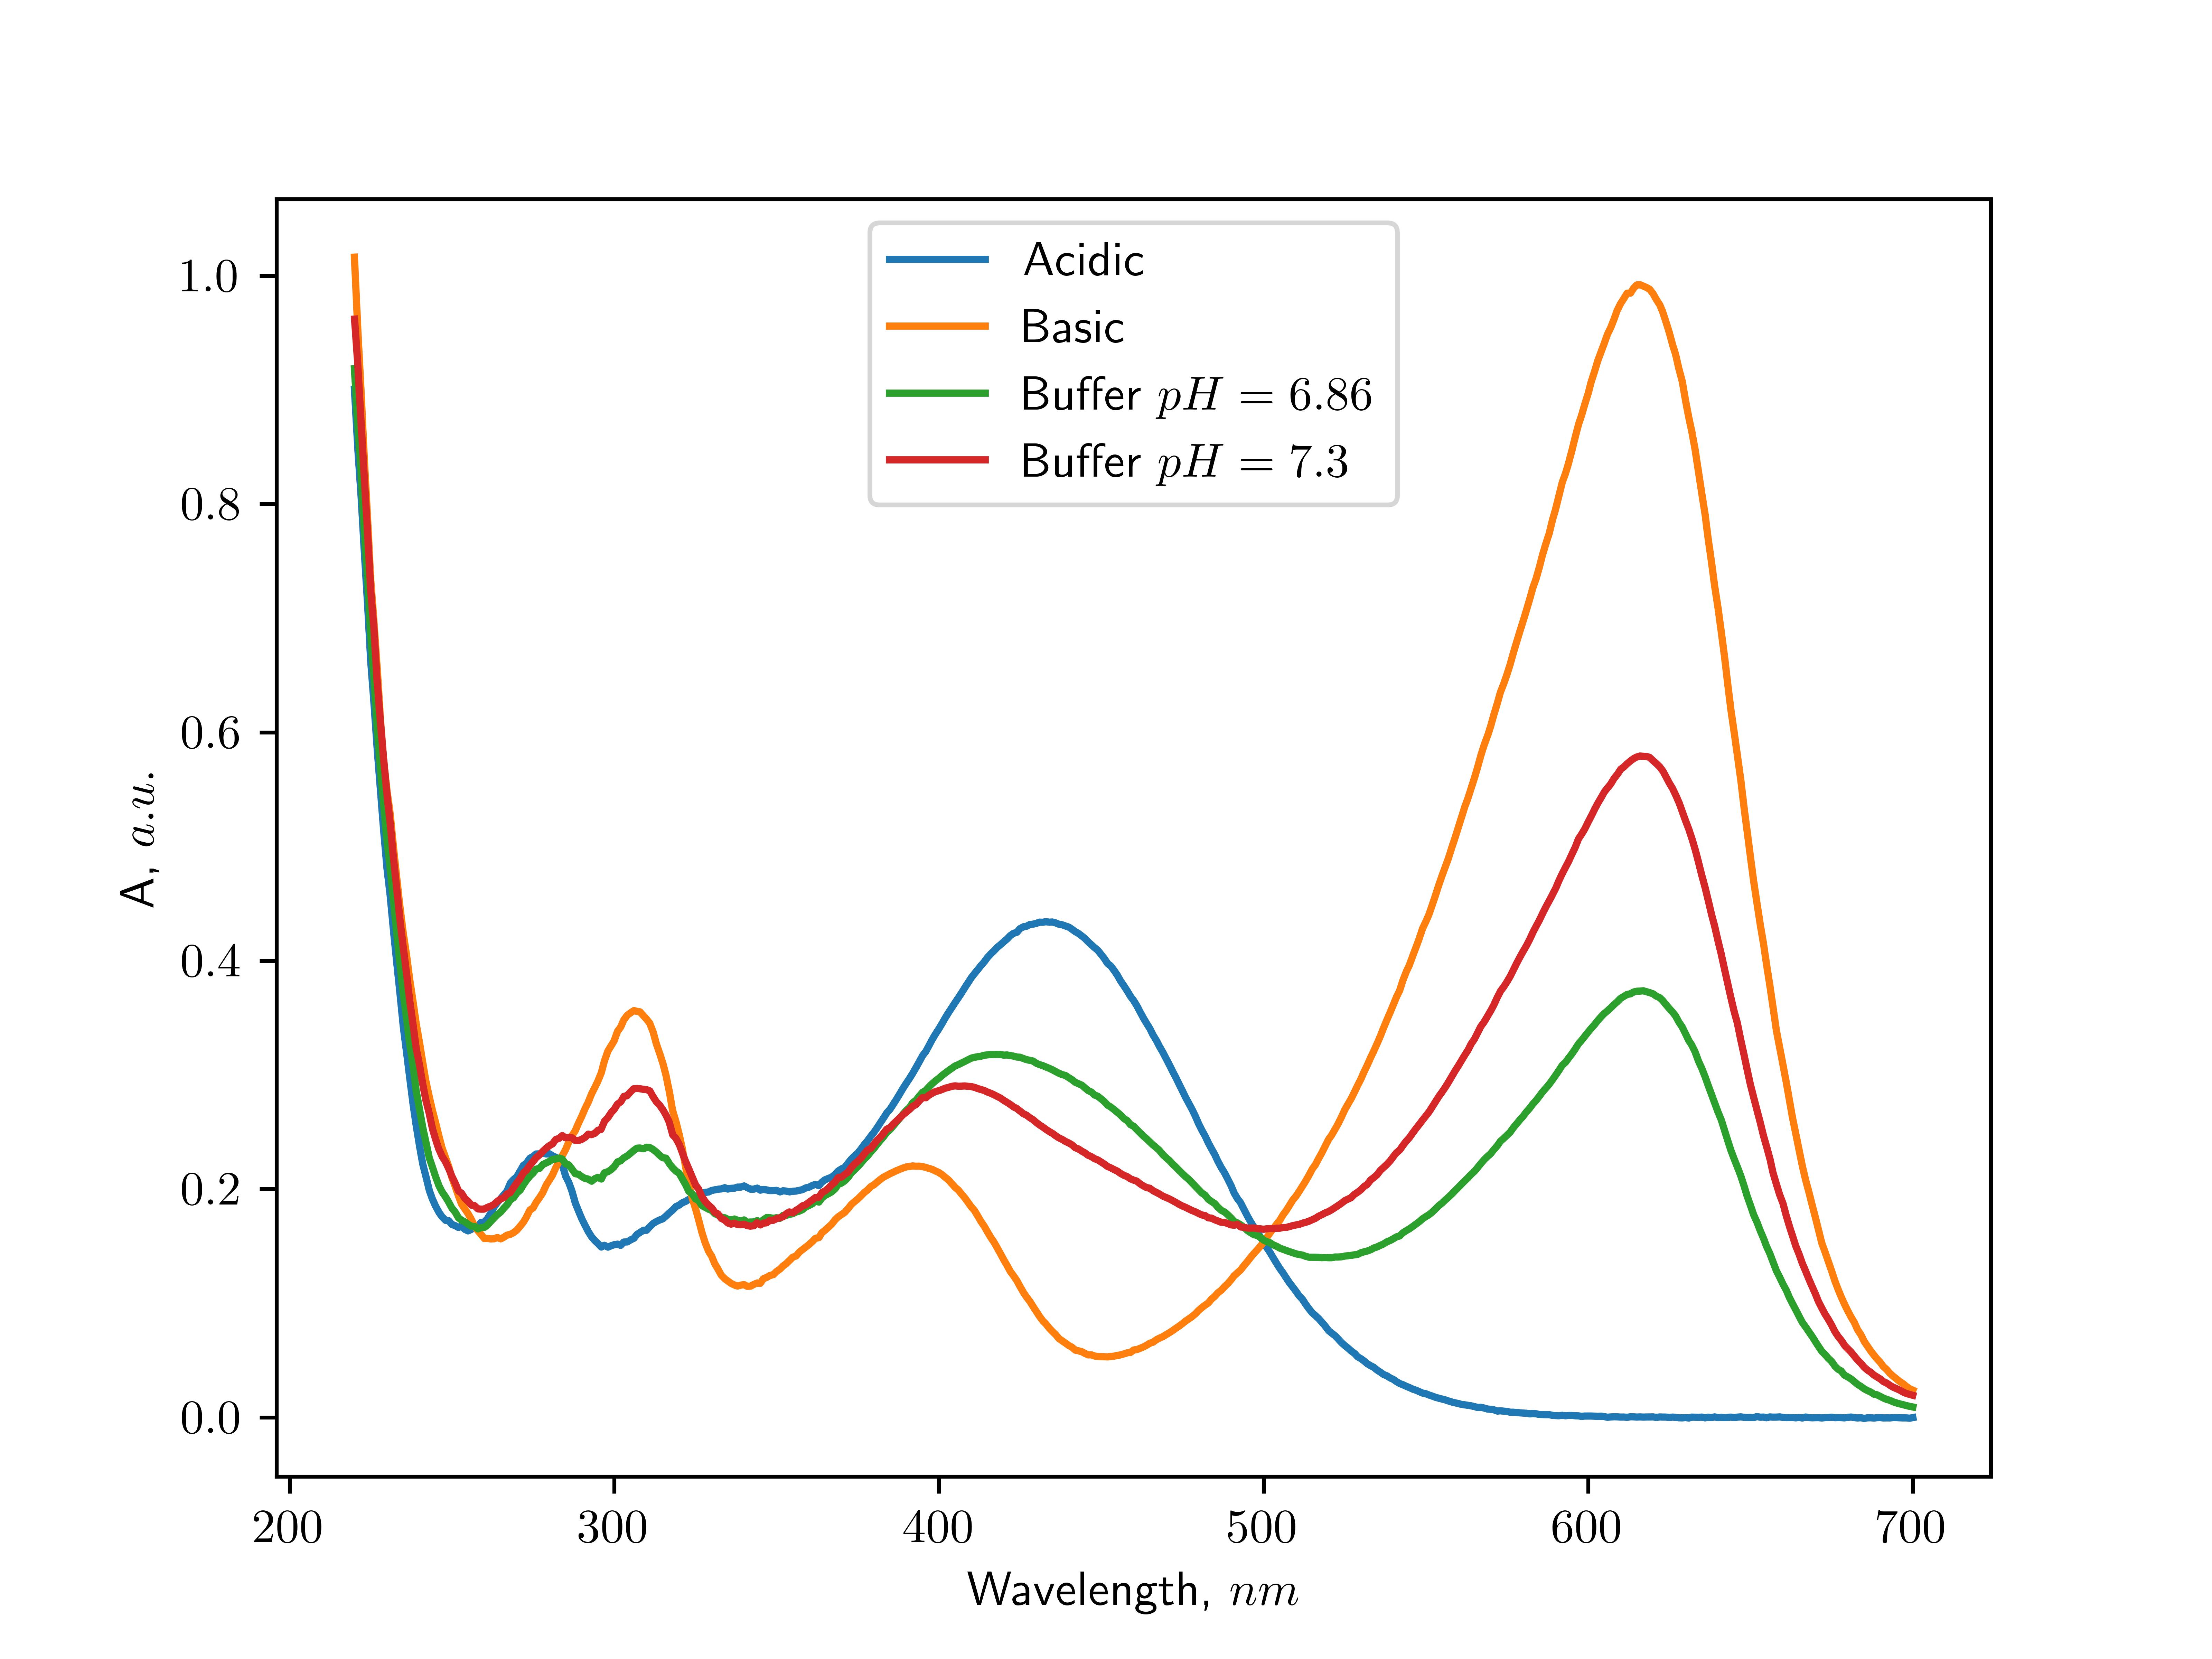 Acidic
Basic
Buffer pH = 6.86
Buffer pH = 7.3
1.0
0.8
0.6
0.4
0.2
0.0
A, a.u.
200 300 400 500 600 700
Wavelength, nm